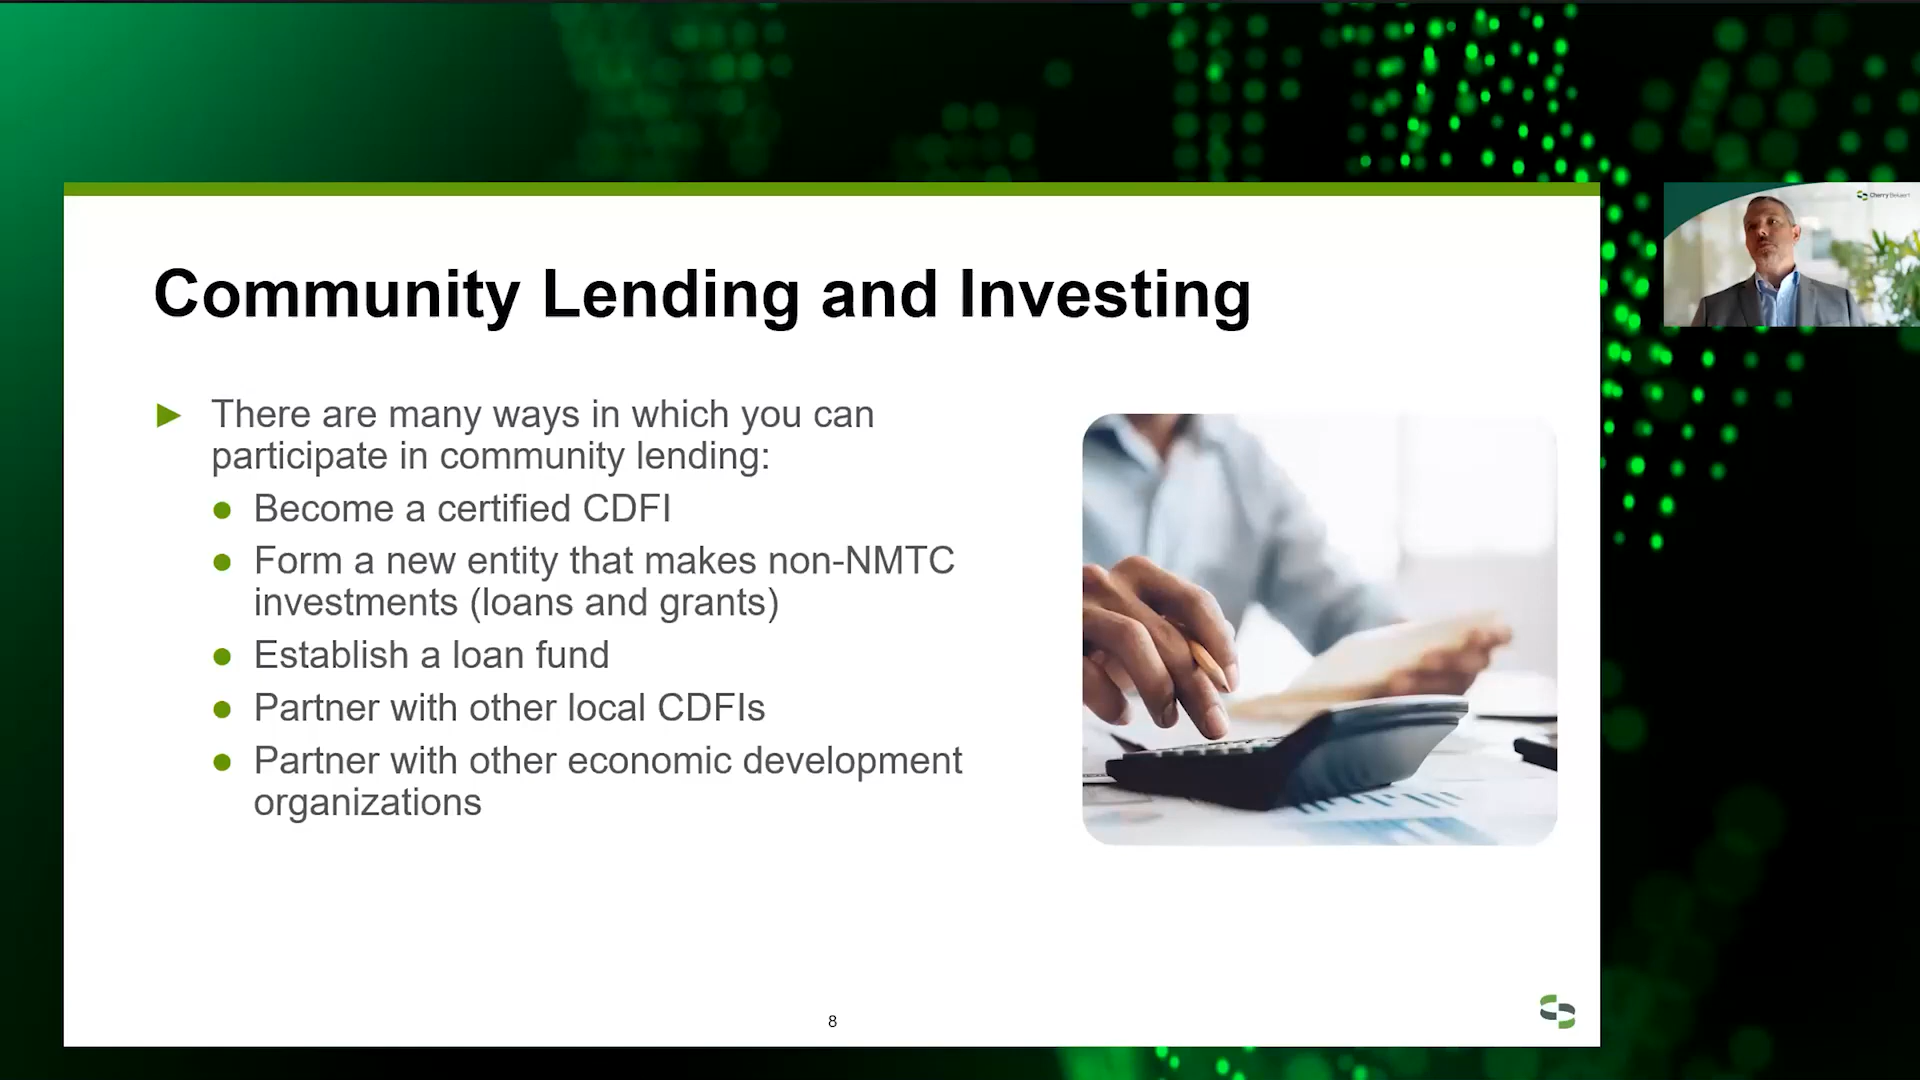 Cherry Bekaert
Community Lending and Investing
There are many ways in which you can
participate in community lending:
Become a certified CDFI
Form a new entity that makes non-NMTC
investments (loans and grants)
Establish a loan fund
Partner with other local CDFIs
Partner with other economic development
organizations
8